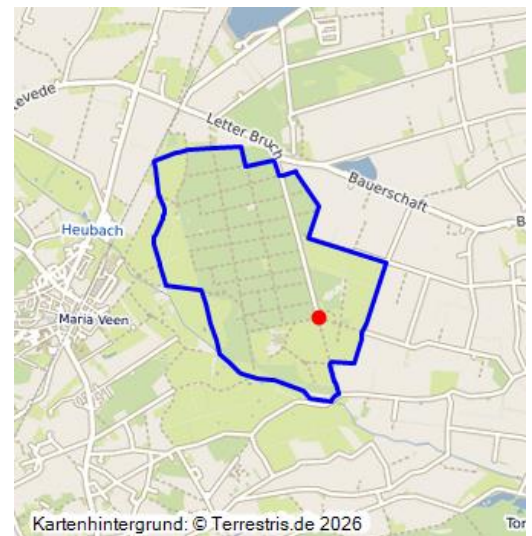 Letter Bruch
Bauerschaft
Heubach
Maria Veen
Kartenhintergrund: © Terrestris.de 2026